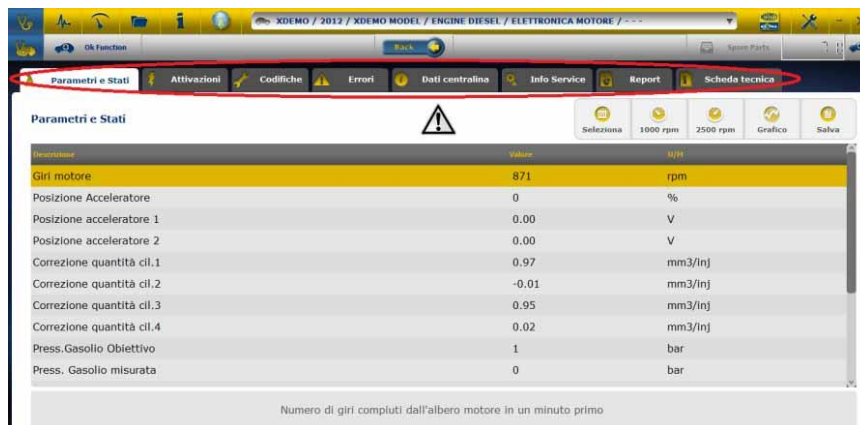 XDEMO / 2012 / XDEMO MODEL / ENGINE DIESEL / ELETTRONICA MOTORE / - - -
Ok Function Back Spare Parts
Parametri e Stati Attivazioni Codifiche Errori Dati centralina Info Service Report Scheda tecnica
Parametri e Stati Seleziona 1000 rpm 2500 rpm Grafico Salva
Descrizione Valore U/M
Giri motore 871 rpm
Posizione Acceleratore 0 %
Posizione acceleratore 1 0.00 V
Posizione acceleratore 2 0.00 V
Correzione quantità cil.1 0.97 mm3/inj
Correzione quantità cil.2 -0.01 mm3/inj
Correzione quantità cil.3 0.95 mm3/inj
Correzione quantità cil.4 0.02 mm3/inj
Press.Gasolio Obiettivo 1 bar
Press. Gasolio misurata 0 bar
Numero di giri compiuti dall'albero motore in un minuto primo